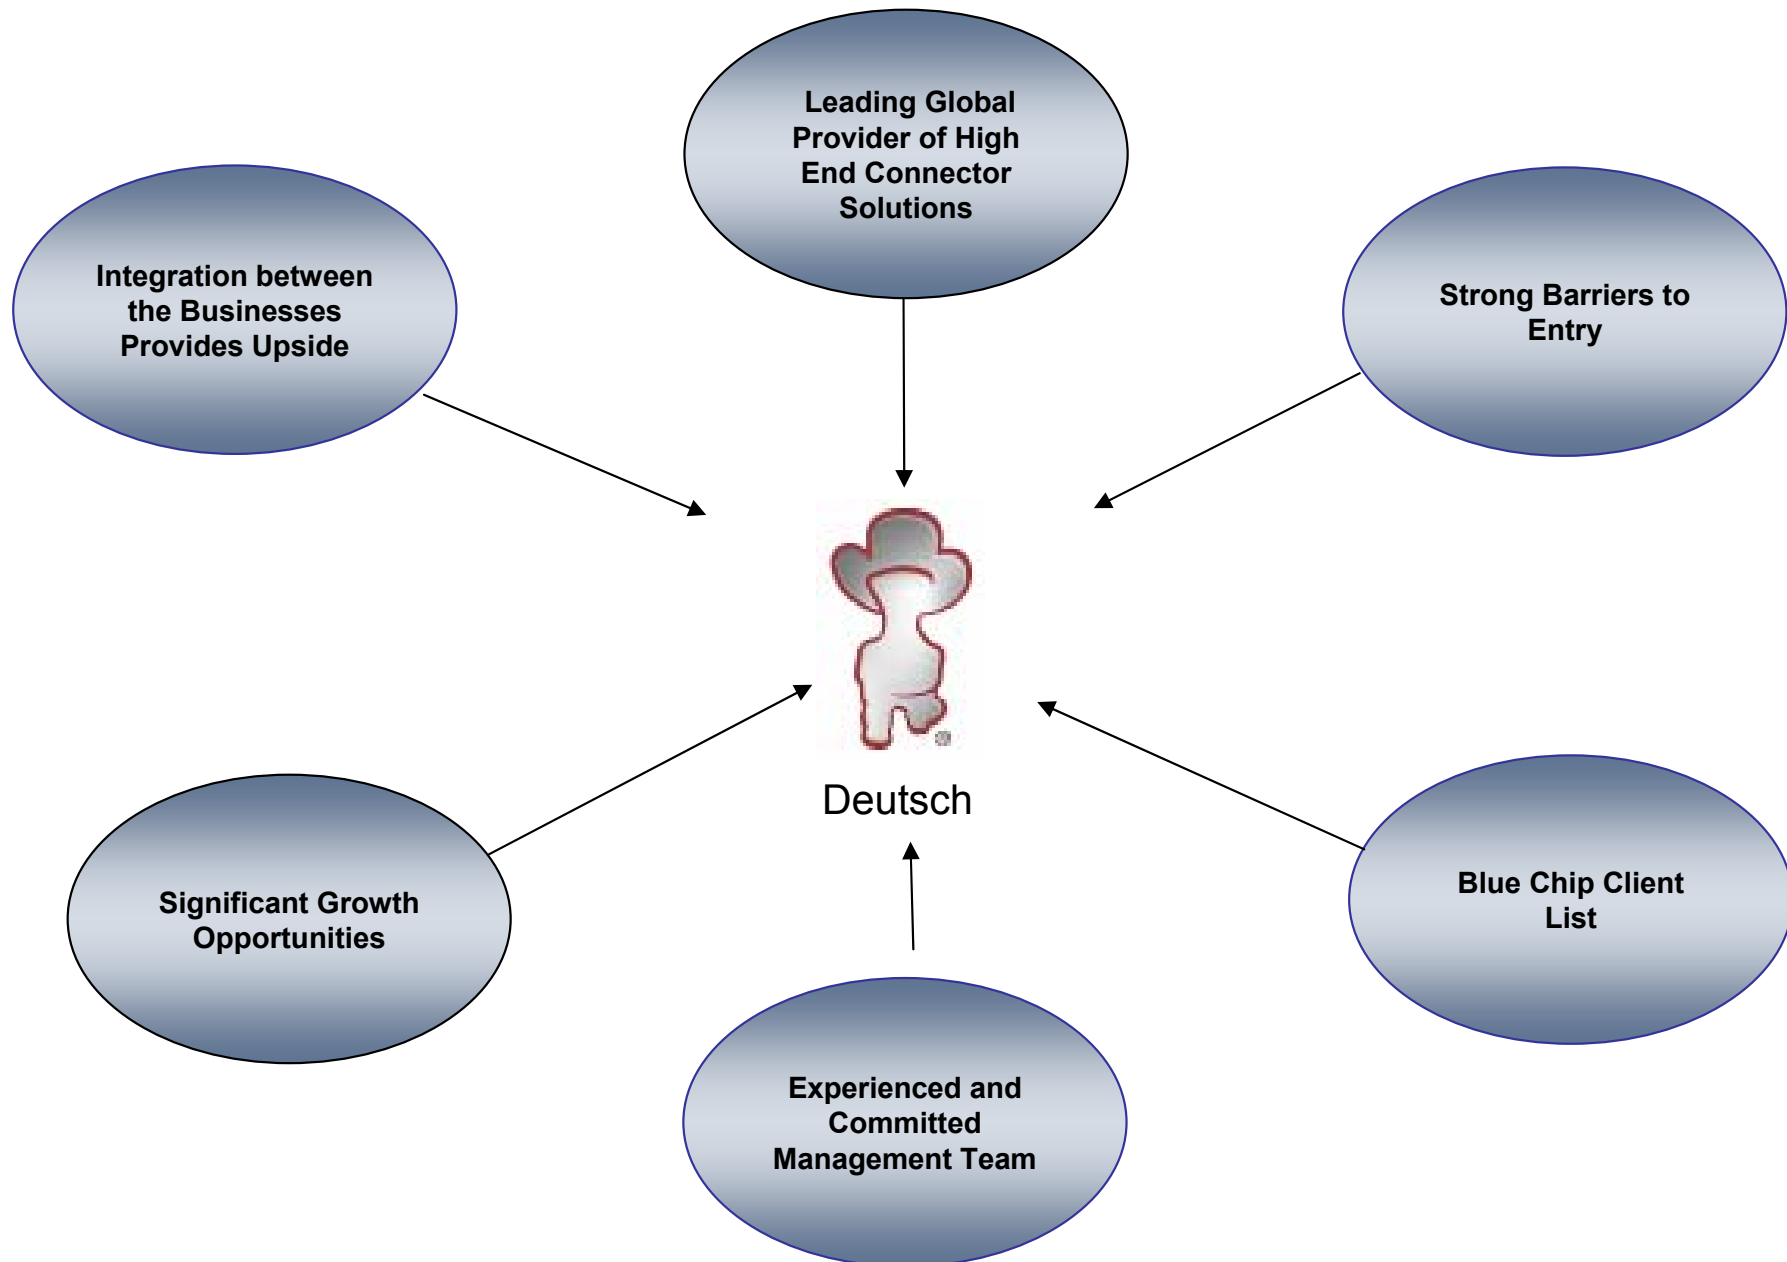 Leading Global
Provider of High
End Connector
Solutions
Integration between
the Businesses
Provides Upside
Strong Barriers to
Entry
®
Deutsch
Significant Growth
Opportunities
Blue Chip Client
List
Experienced and
Committed
Management Team